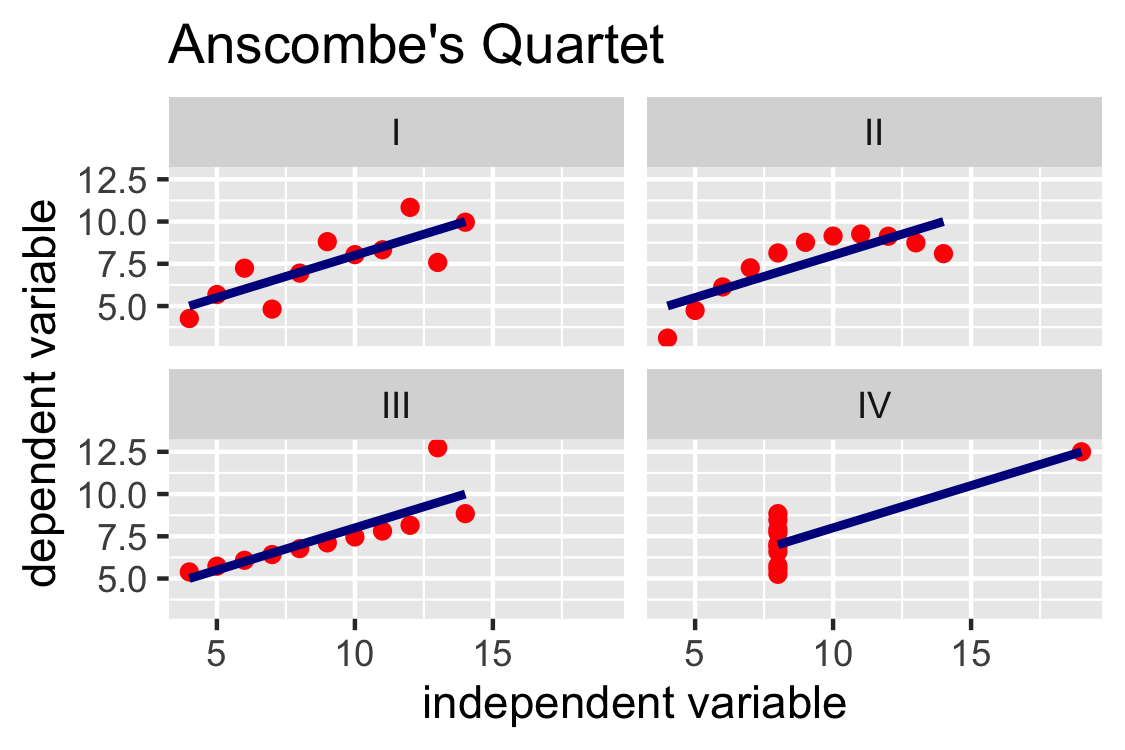 Anscombe's Quartet
I
II
12.5
10.0
7.5
5.0
III
IV
12.5
10.0
7.5
5.0
5
10
15
5
10
15
dependent variable
independent variable